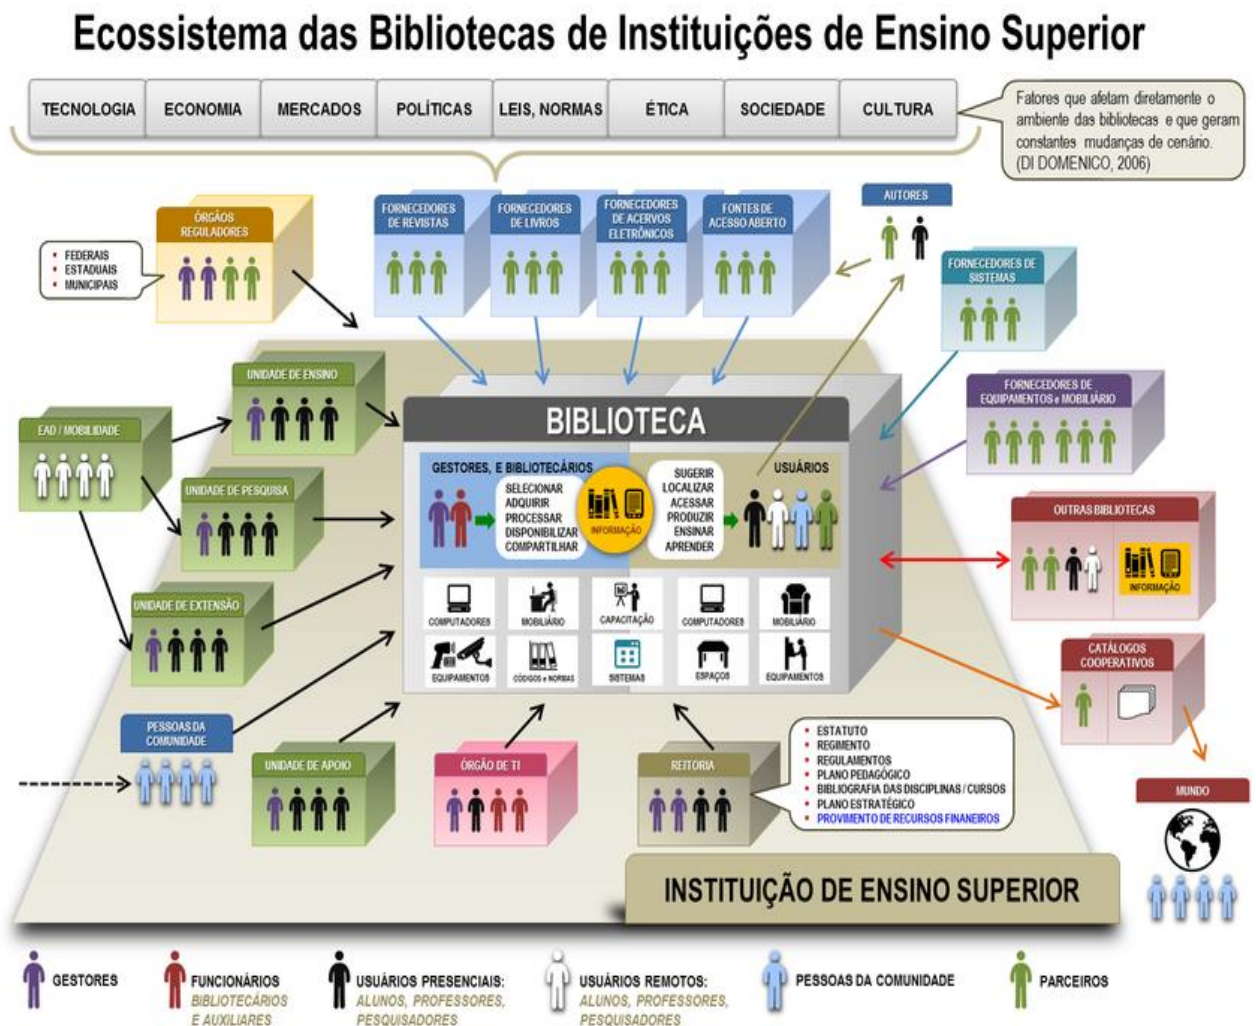 Ecossistema das Bibliotecas de Instituições de Ensino Superior
TECNOLOGIA
ECONOMIA
MERCADOS
POLÍTICAS
LEIS, NORMAS
ÉTICA
SOCIEDADE
CULTURA
Fatores que afetam diretamente o
ambiente das bibliotecas e que geram
constantes mudanças de cenário.
(DI DOMENICO, 2006)
ÓRGÃOS
REGULADORES
FEDERAIS
ESTADUAIS
MUNICIPAIS
FORNECEDORES
DE REVISTAS
FORNECEDORES
DE LIVROS
FORNECEDORES
DE ACERVOS
ELETRÔNICOS
FONTES DE
ACESSO ABERTO
AUTORES
FORNECEDORES DE
SISTEMAS
FORNECEDORES DE
EQUIPAMENTOS e MOBILIÁRIO
UNIDADE DE ENSINO
EAD / MOBILIDADE
UNIDADE DE PESQUISA
UNIDADE DE EXTENSÃO
PESSOAS DA
COMUNIDADE
BIBLIOTECA
GESTORES, E BIBLIOTECÁRIOS
SELECIONAR
ADQUIRIR
PROCESSAR
DISPONIBILIZAR
COMPARTILHAR
INFORMAÇÃO
SUGERIR
LOCALIZAR
ACESSAR
PRODUZIR
ENSINAR
APRENDER
USUÁRIOS
COMPUTADORES
MOBILIÁRIO
CAPACITAÇÃO
COMPUTADORES
MOBILIÁRIO
EQUIPAMENTOS
CÓDIGOS e NORMAS
SISTEMAS
ESPAÇOS
EQUIPAMENTOS
OUTRAS BIBLIOTECAS
INFORMAÇÃO
CATÁLOGOS
COOPERATIVOS
MUNDO
UNIDADE DE APOIO
ÓRGÃO DE TI
REITORIA
ESTATUTO
REGIMENTO
REGULAMENTOS
PLANO PEDAGÓGICO
BIBLIOGRAFIA DAS DISCIPLINAS / CURSOS
PLANO ESTRATÉGICO
PROVIMENTO DE RECURSOS FINANEIROS
INSTITUIÇÃO DE ENSINO SUPERIOR
GESTORES
FUNCIONÁRIOS
BIBLIOTECÁRIOS
E AUXILIARES
USUÁRIOS PRESENCIAIS:
ALUNOS, PROFESSORES,
PESQUISADORES
USUÁRIOS REMOTOS:
ALUNOS, PROFESSORES,
PESQUISADORES
PESSOAS DA COMUNIDADE
PARCEIROS